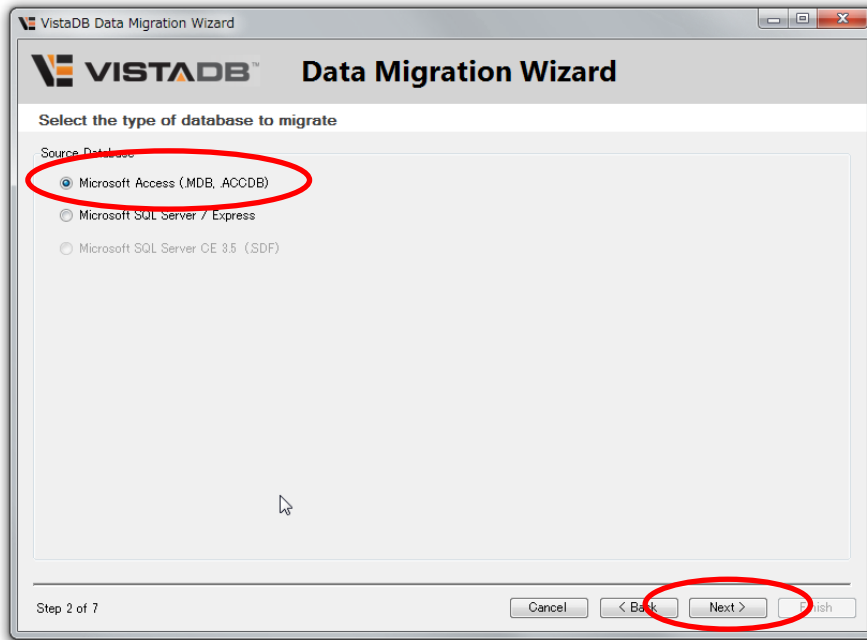 VistaDB Data Migration Wizard
VISTADB™ Data Migration Wizard
Select the type of database to migrate
Source Database
Microsoft Access (.MDB, .ACCDB)
Microsoft SQL Server / Express
Microsoft SQL Server CE 3.5 (.SDF)
Step 2 of 7
Cancel
< Back
Next >
Finish